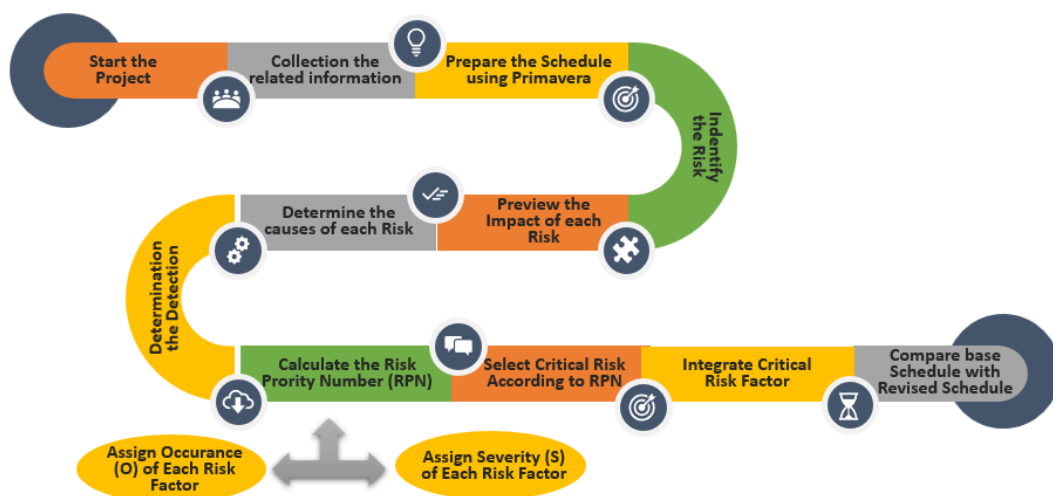 Start the
Project
Collection the
related information
Prepare the Schedule
using Primavera
Indentify
the Risk
Preview the
Impact of each
Risk
Determine the
causes of each Risk
Determination
the Detection
Calculate the Risk
Prority Number (RPN)
Select Critical Risk
According to RPN
Integrate Critical
Risk Factor
Compare base
Schedule with
Revised Schedule
Assign Occurance
(O) of Each Risk
Factor
Assign Severity (S)
of Each Risk Factor